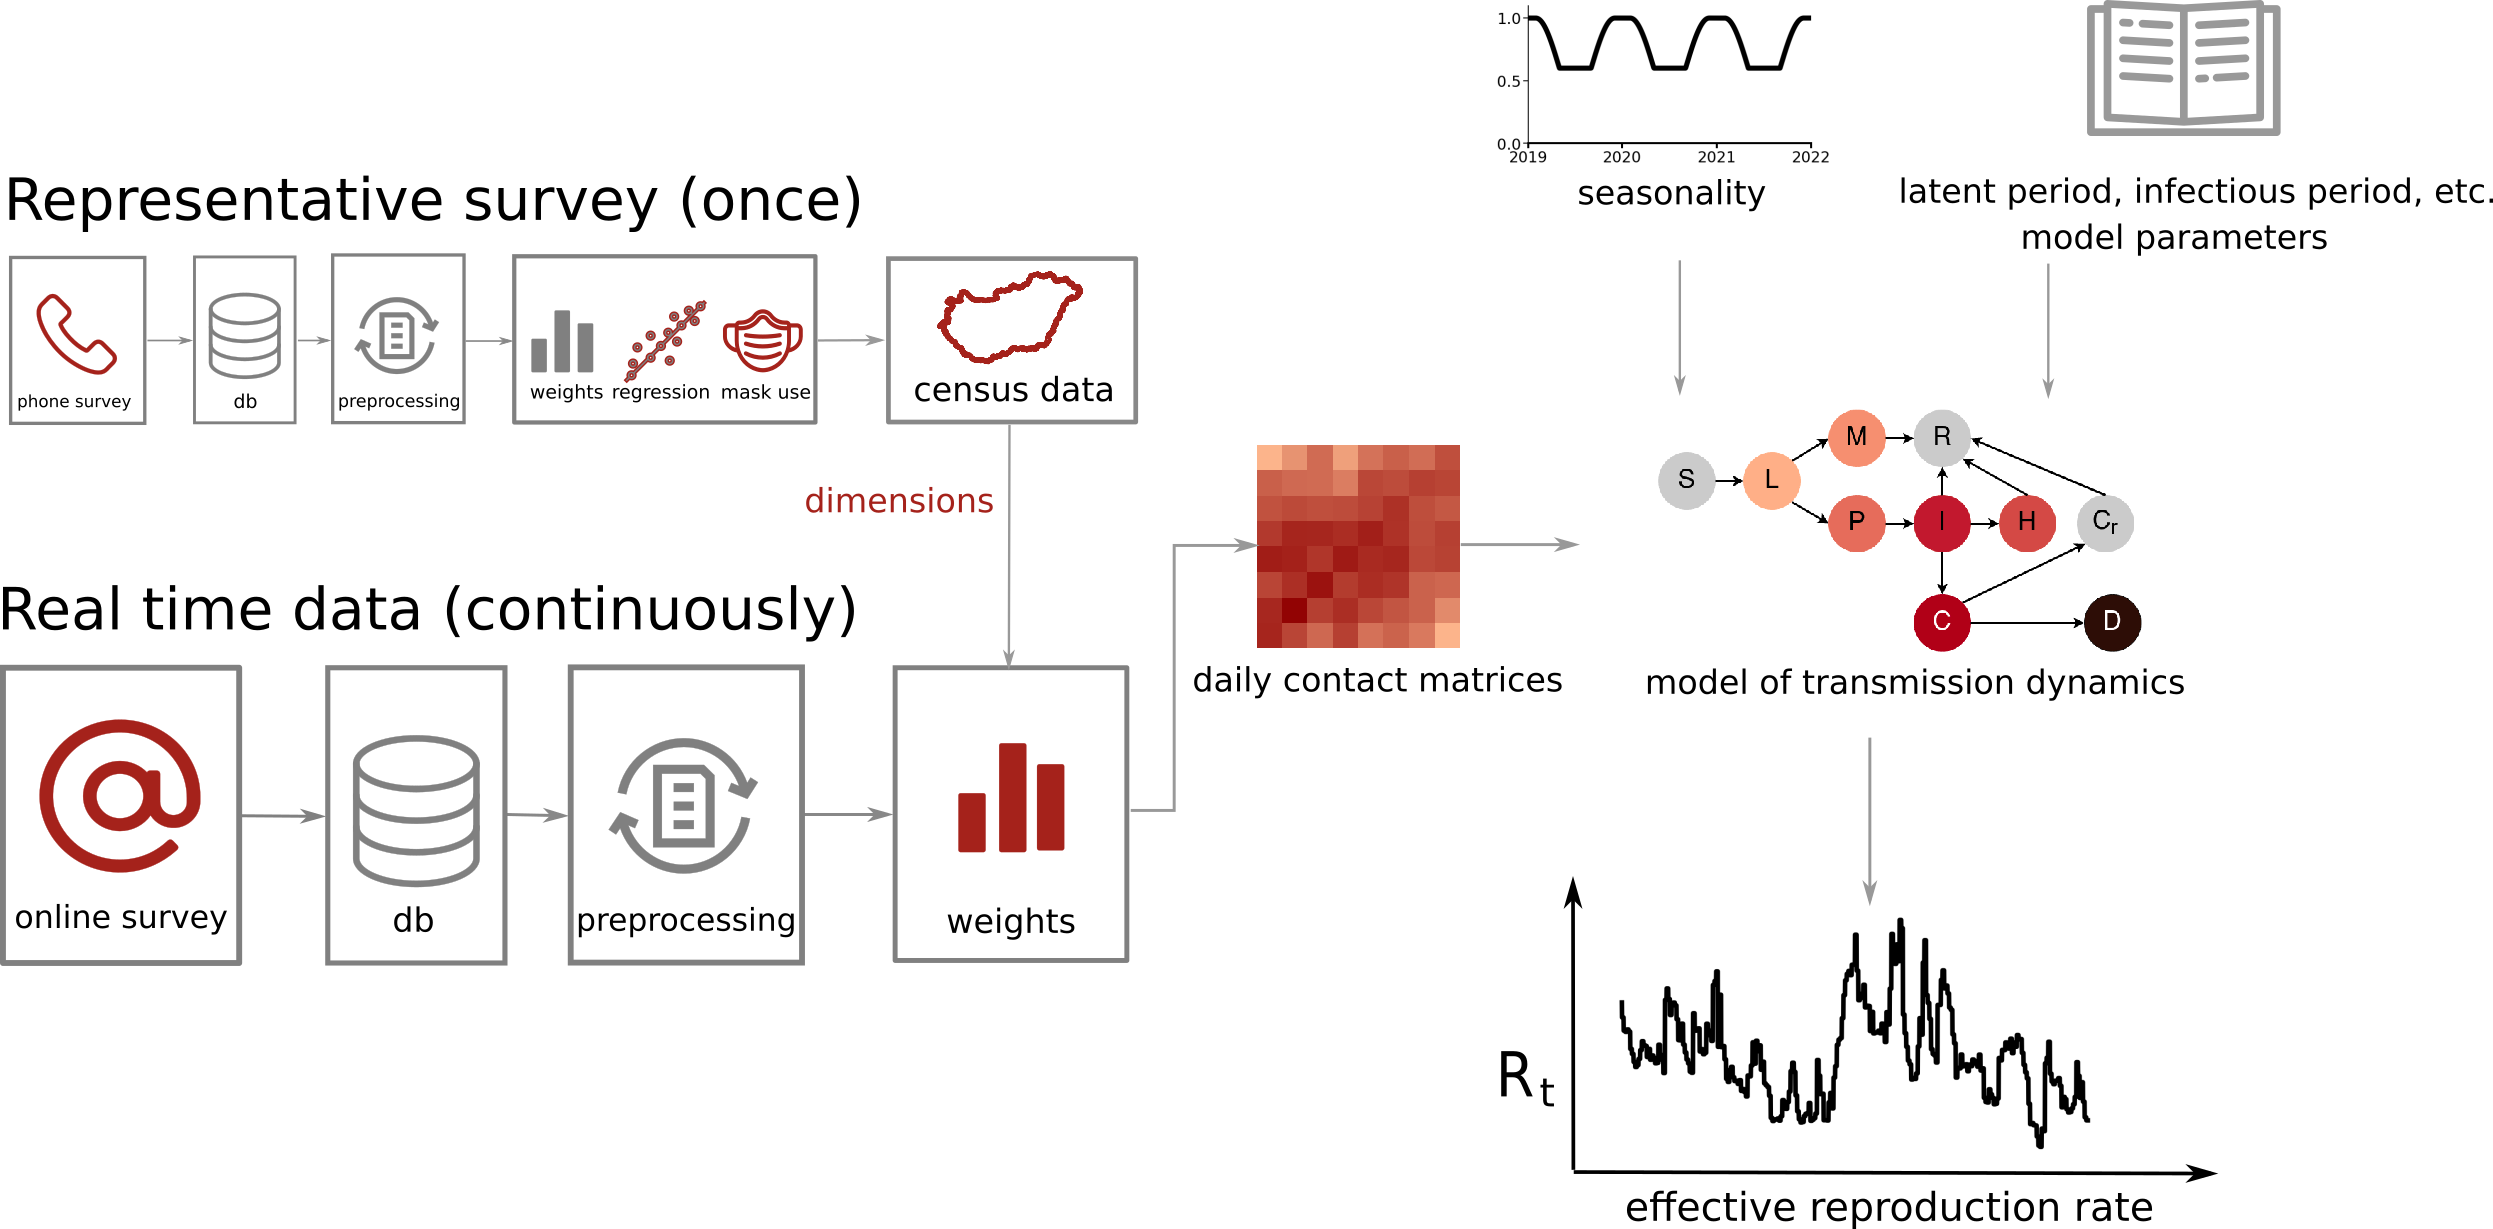 Representative survey (once)
phone survey
db
preprocessing
weights
regression
mask use
census data
dimensions
Real time data (continuously)
online survey
db
preprocessing
weights
daily contact matrices
1.0
0.5
0.0
2019
2020
2021
2022
seasonality
latent period, infectious period, etc.
model parameters
S
L
M
R
P
I
H
Cr
C
D
model of transmission dynamics
Rt
effective reproduction rate